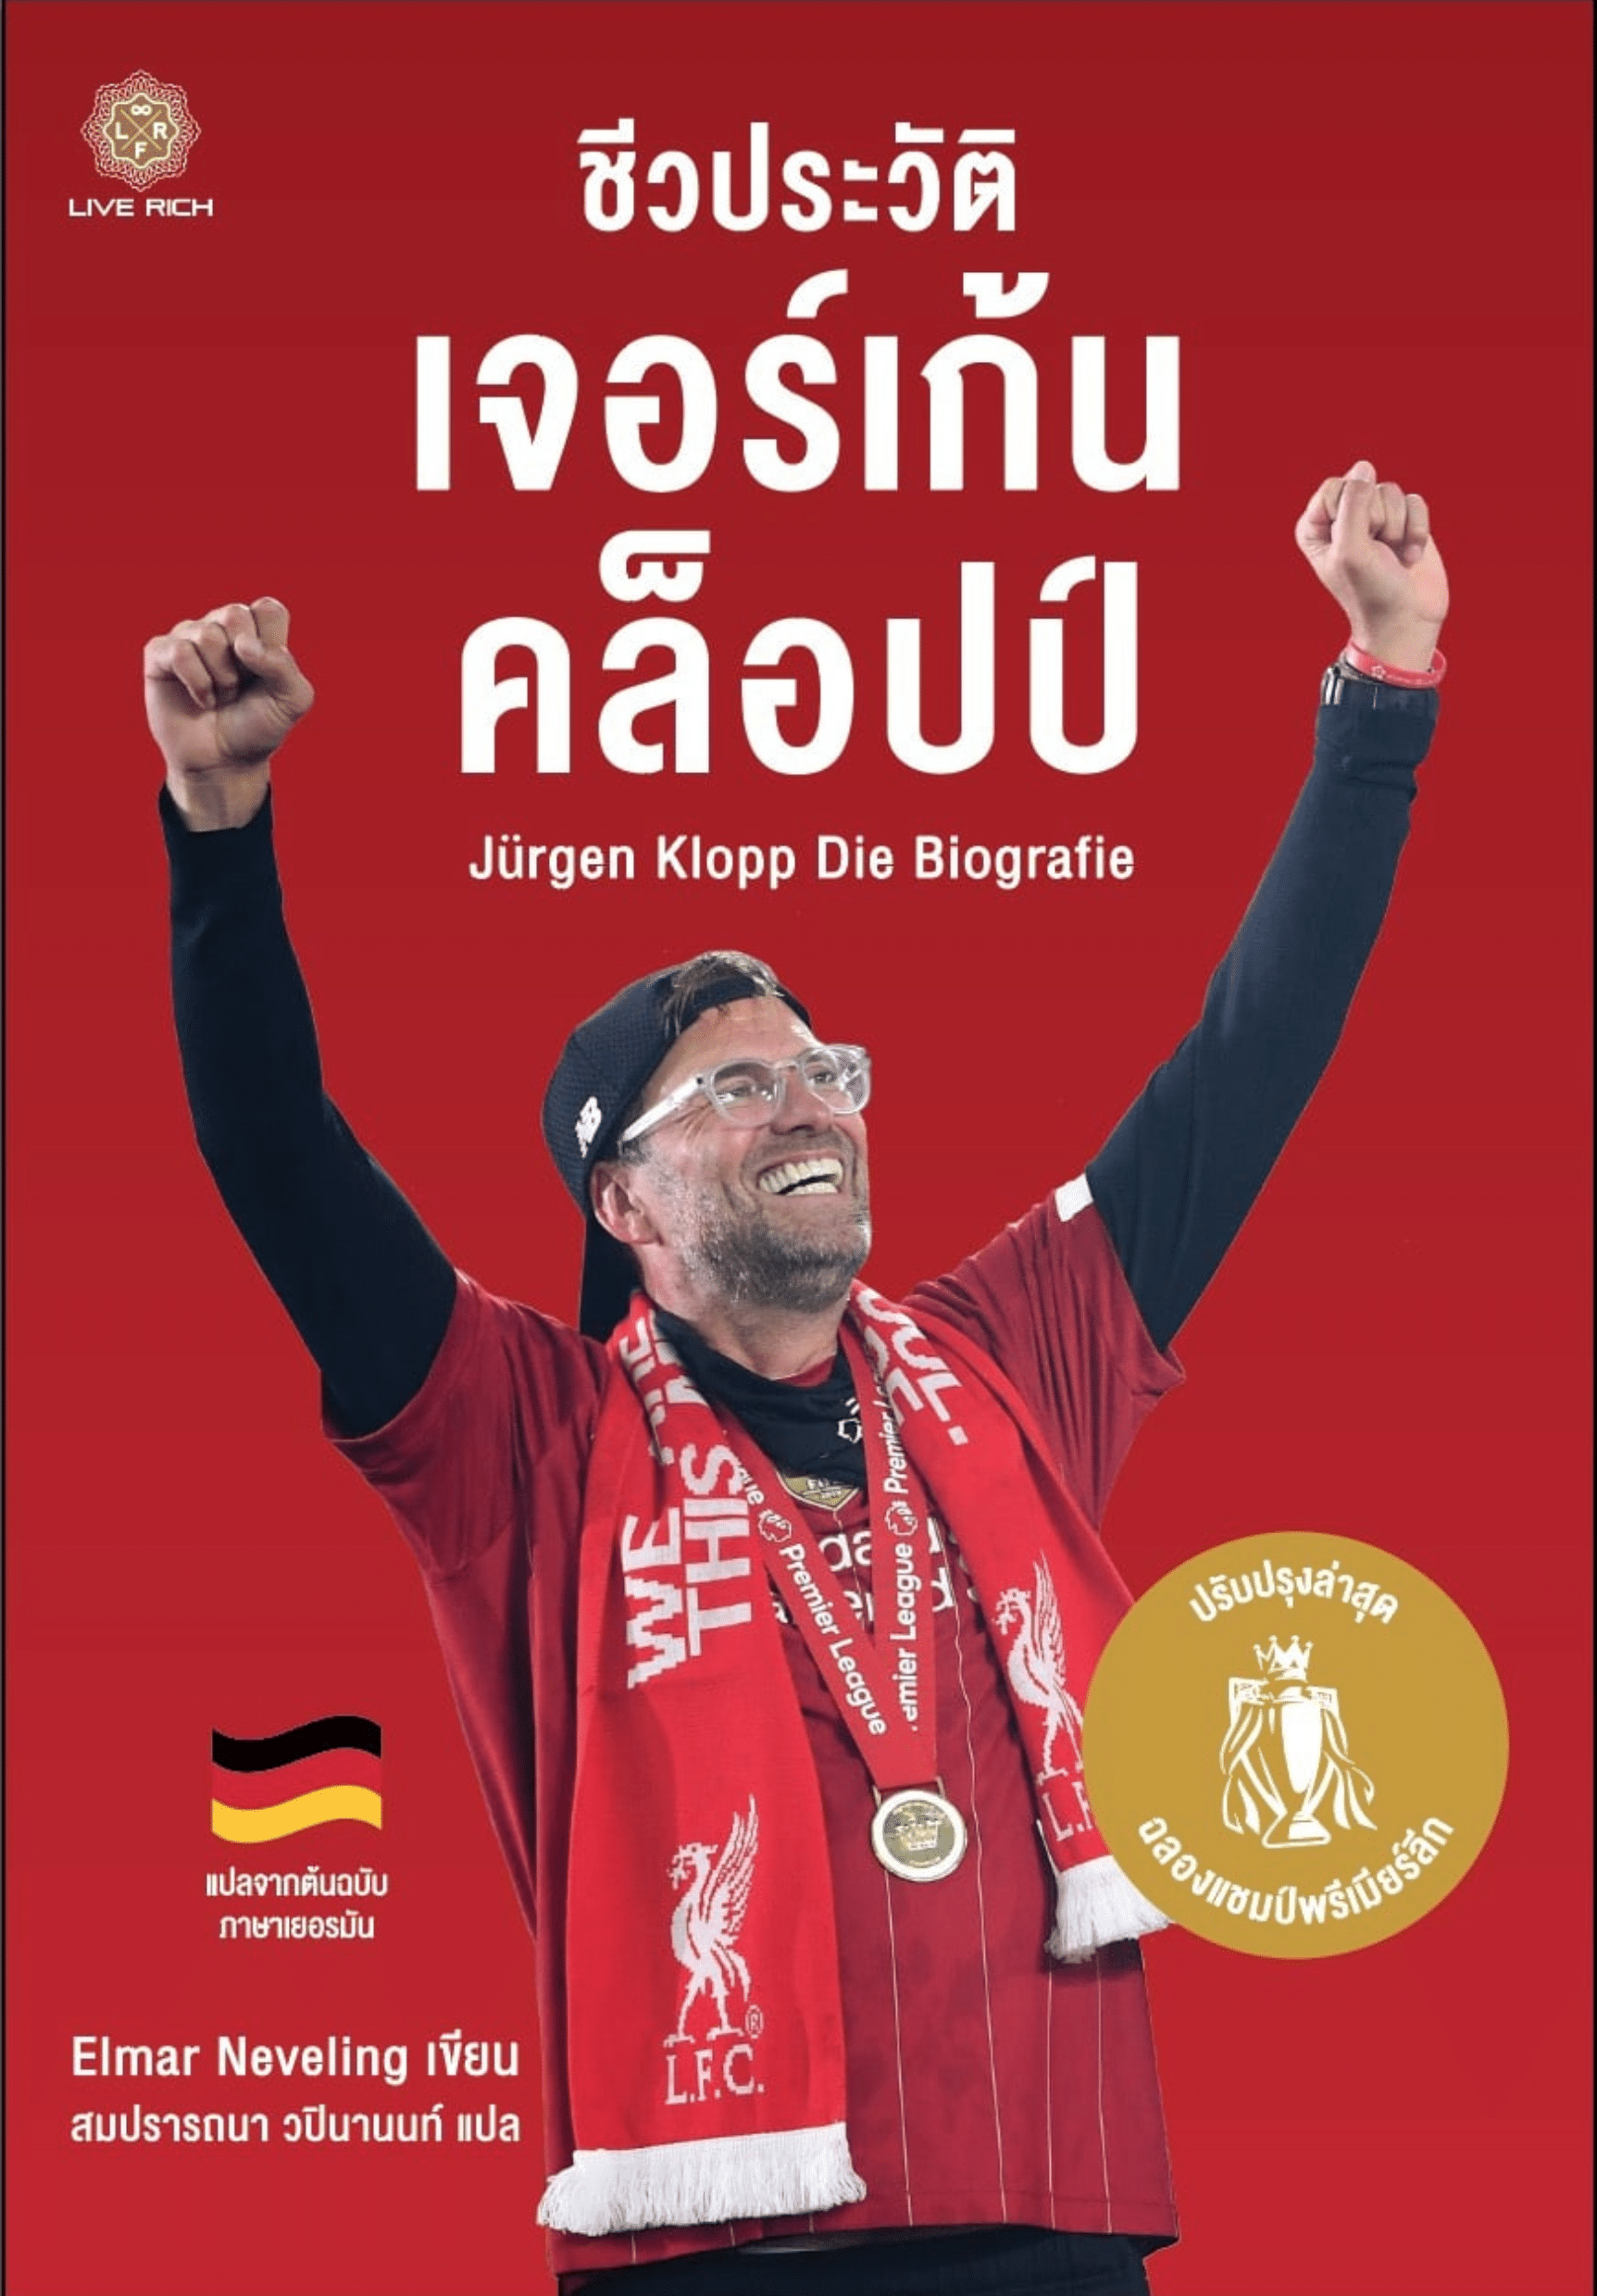 LRF
LIVE RICH
ชีวประวัติ
เจอร์เก้น
คล็อปป์
Jürgen Klopp Die Biografie
NB
WE
THIS
Premier League
Premier League
emier League
L.F.C.
L.F
ปรับปรุงล่าสุด
ฉลองแชมป์พรีเมียร์ลีก
แปลจากต้นฉบับ
ภาษาเยอรมัน
Elmar Neveling เขียน
สมปรารถนา วปินานนท์ แปล